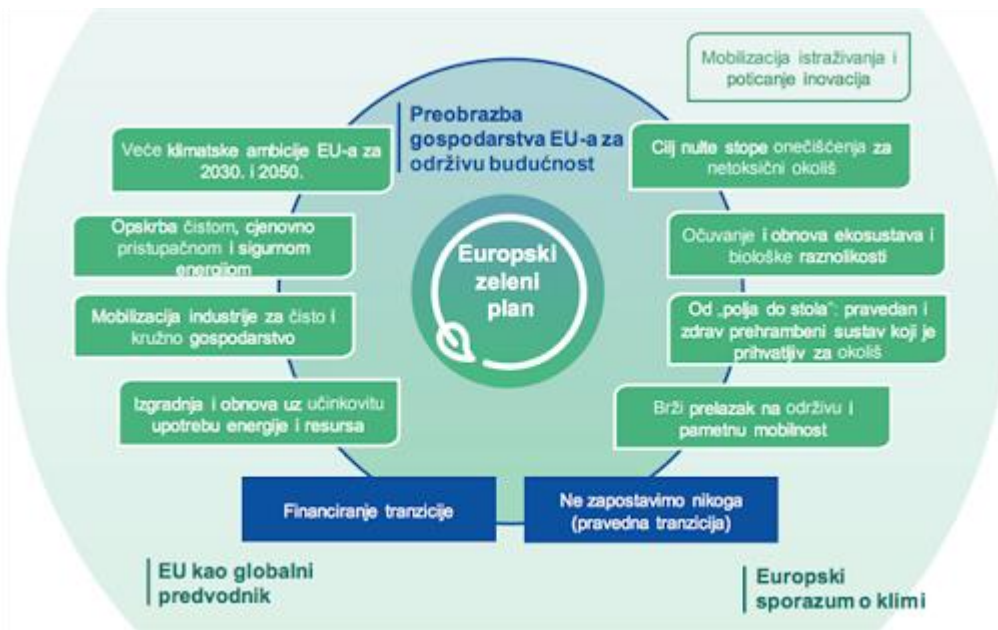 Mobilizacija istraživanja i
poticanje inovacija
Preobrazba
gospodarstva EU-a za
održivu budućnost
Veće klimatske ambicije EU-a za
2030. i 2050.
Cilj nulte stope onečišćenja za
netoksični okoliš
Opskrba čistom, cjenovno
pristupačnom i sigurnom
energijom
Očuvanje i obnova ekosustava i
biološke raznolikosti
Europski
zeleni
plan
Mobilizacija industrije za čisto i
kružno gospodarstvo
Od „polja do stola”: pravedan i
zdrav prehrambeni sustav koji je
prihvatljiv za okoliš
Izgradnja i obnova uz učinkovitu
upotrebu energije i resursa
Brži prelazak na održivu i
pametnu mobilnost
Financiranje tranzicije
Ne zapostavimo nikoga
(pravedna tranzicija)
EU kao globalni
predvodnik
Europski
sporazum o klimi